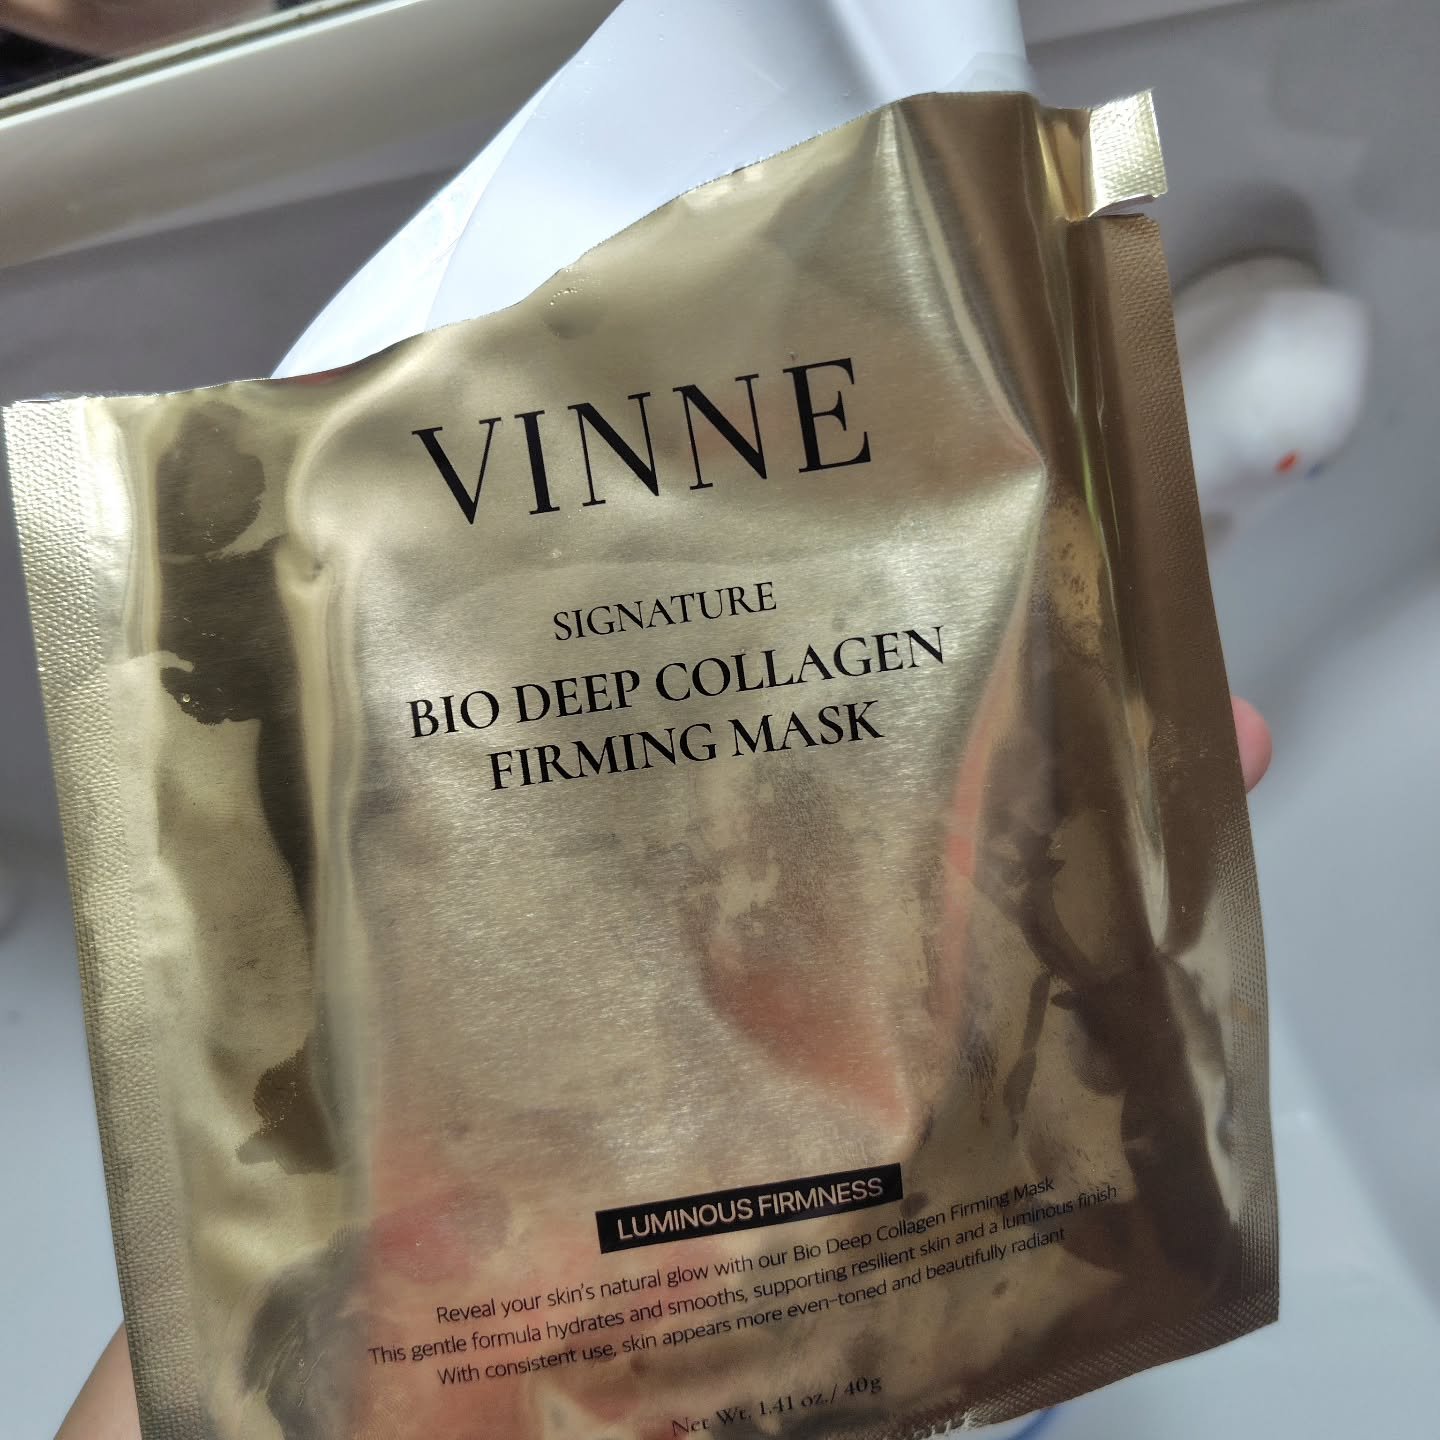 VINNE
SIGNATURE
BIO DEEP COLLAGEN
FIRMING MASK
LUMINOUS FIRMNESS
Reveal your skin's natural glow with our Bio Deep Collagen Firming Mask
This gentle formula hydrates and smooths, supporting resilient skin and a luminous finish
With consistent use, skin appears more even-toned and beautifully radiant
Net Wt. 1.41 oz./ 40g